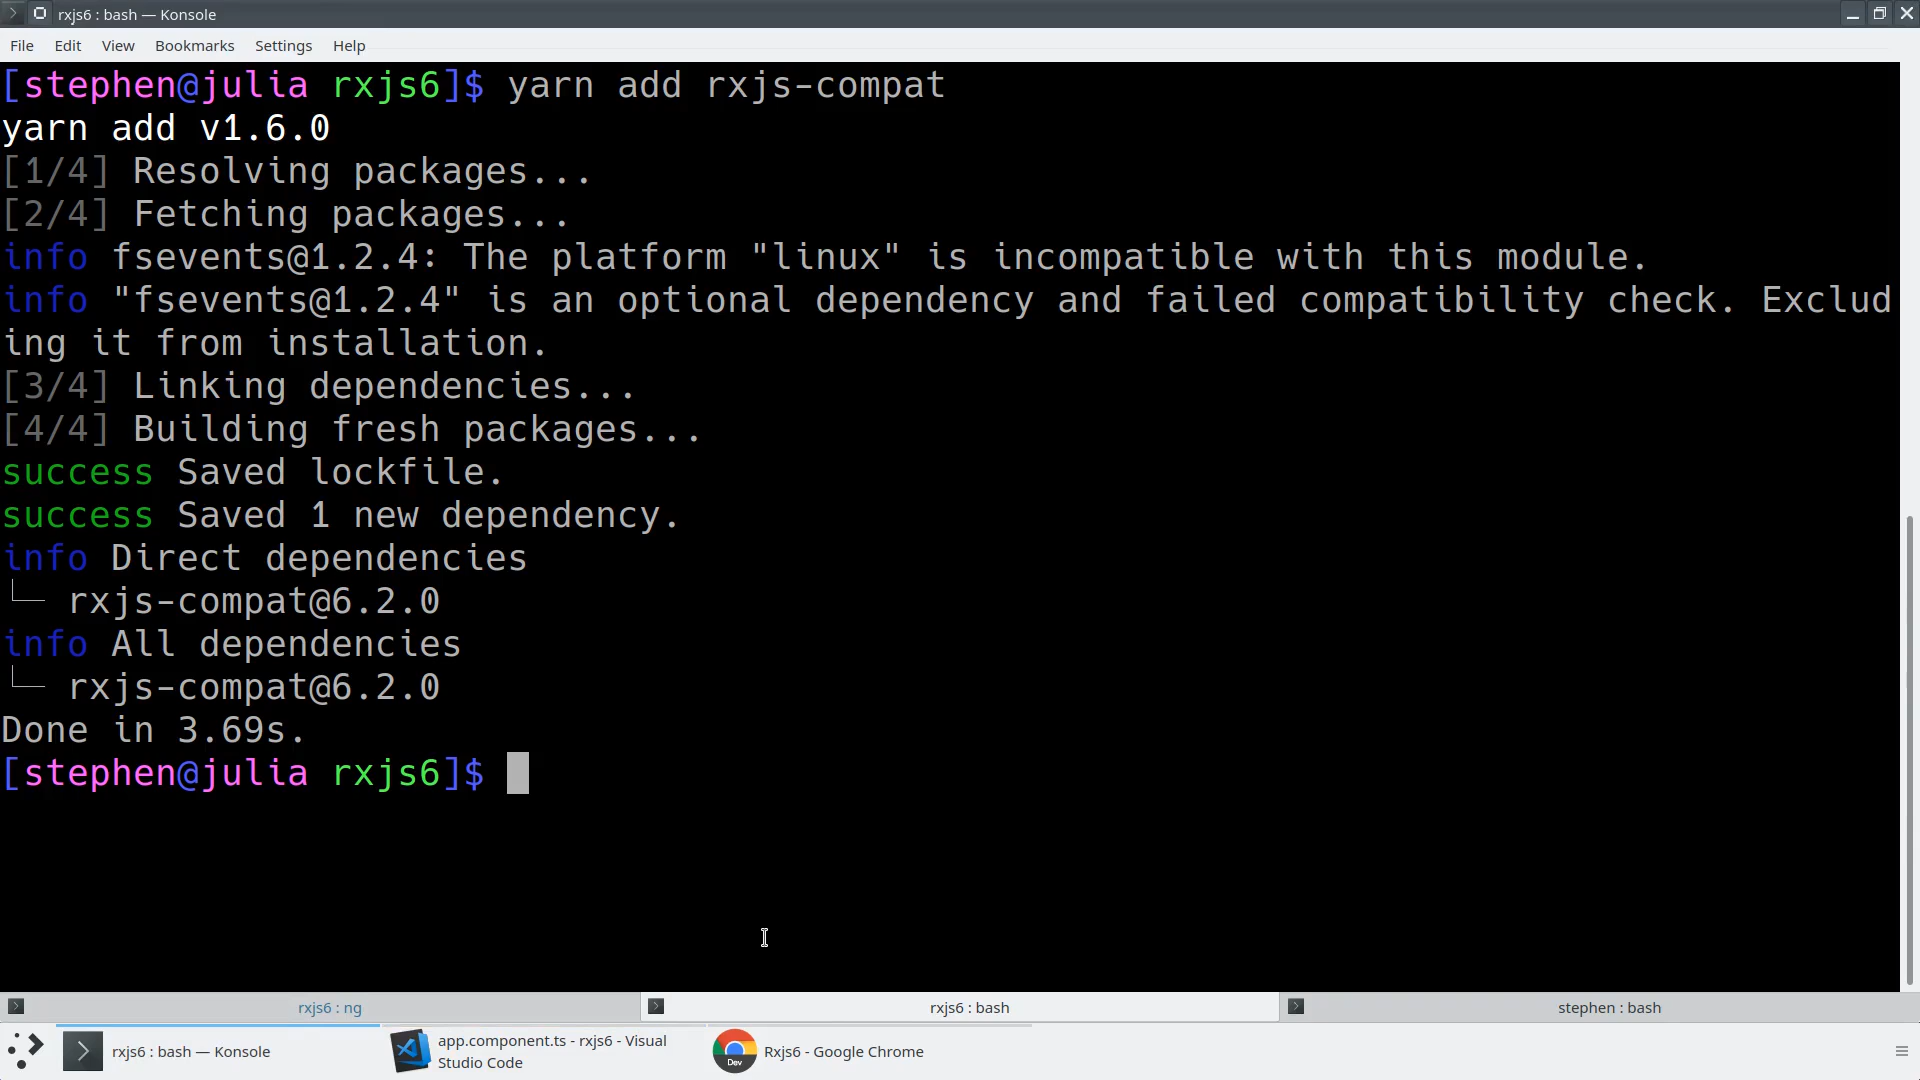 rxjs6 : bash — Konsole
File Edit View Bookmarks Settings Help
[stephen@julia rxjs6]$ yarn add rxjs-compat
yarn add v1.6.0
[1/4] Resolving packages...
[2/4] Fetching packages...
info fsevents@1.2.4: The platform "linux" is incompatible with this module.
info "fsevents@1.2.4" is an optional dependency and failed compatibility check. Exclud
ing it from installation.
[3/4] Linking dependencies...
[4/4] Building fresh packages...
success Saved lockfile.
success Saved 1 new dependency.
info Direct dependencies
└─ rxjs-compat@6.2.0
info All dependencies
└─ rxjs-compat@6.2.0
Done in 3.69s.
[stephen@julia rxjs6]$
rxjs6 : ng rxjs6 : bash stephen : bash
rxjs6 : bash — Konsole
app.component.ts - rxjs6 - Visual
Studio Code
Dev
Rxjs6 - Google Chrome